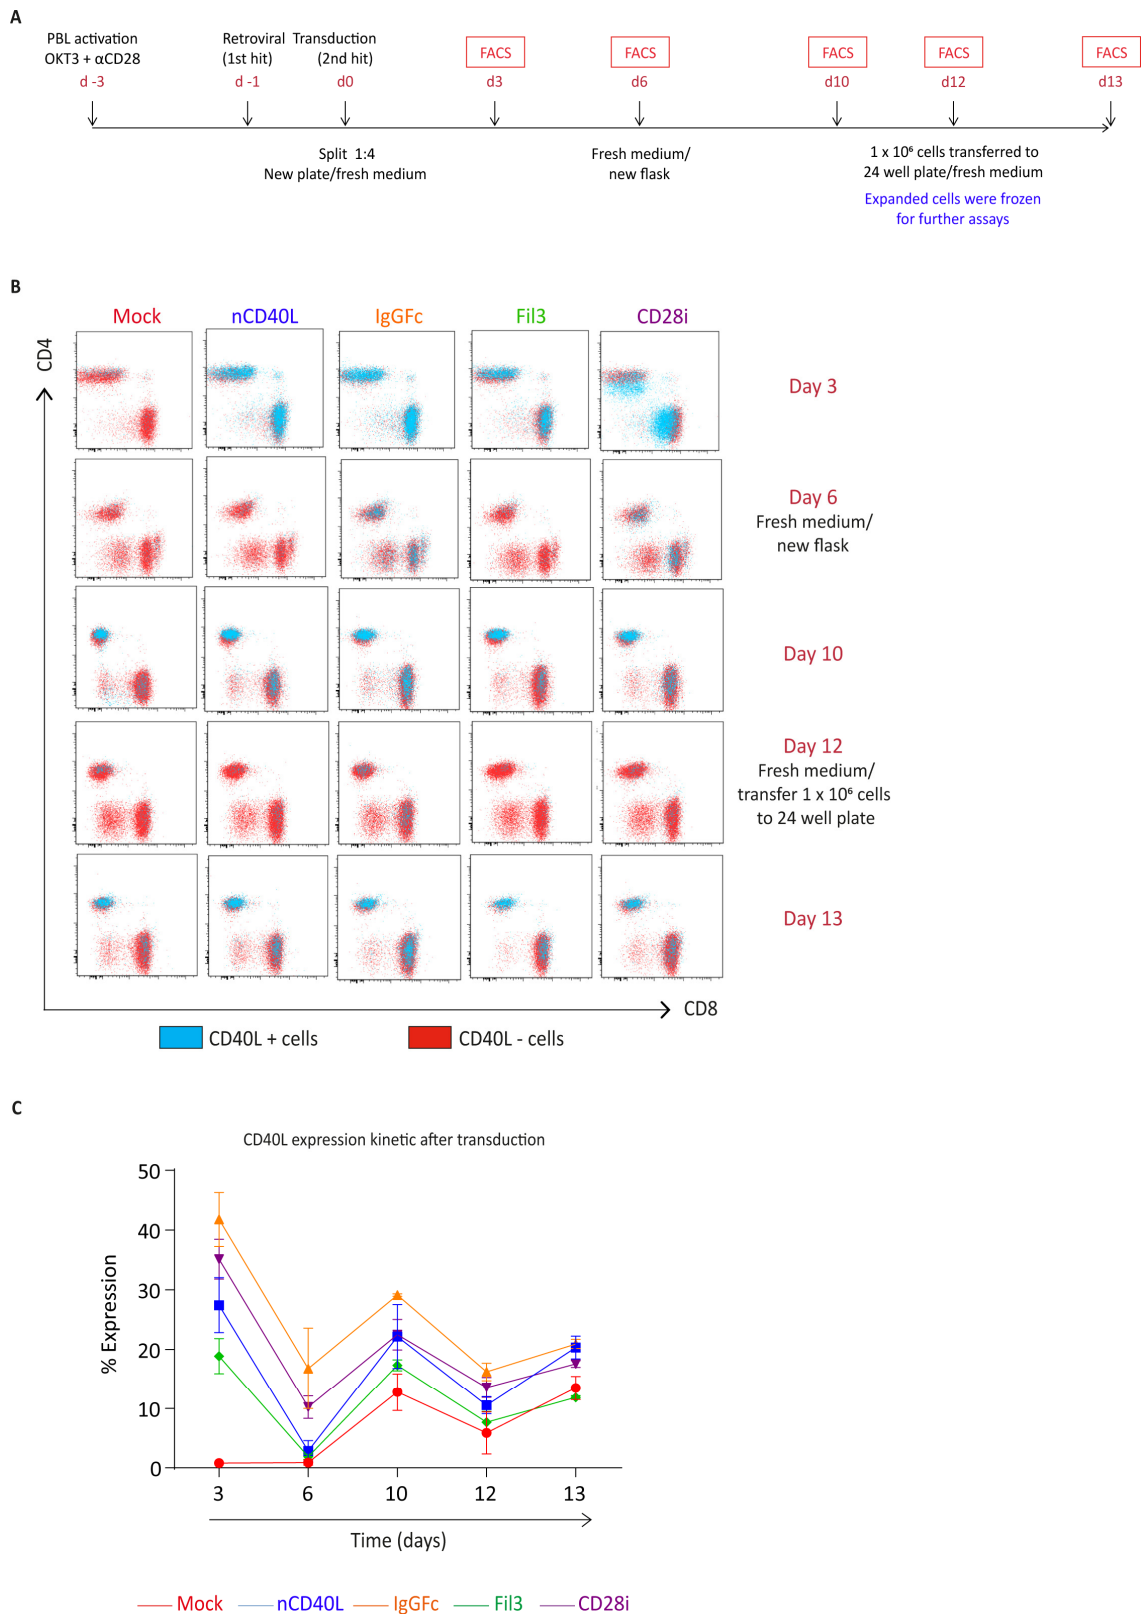 A
PBL activation
OKT3 + αCD28
d -3
Retroviral Transduction
(1st hit) (2nd hit)
d -1 d0
FACS FACS FACS FACS FACS
d3 d6 d10 d12 d13
Split 1:4
New plate/fresh medium
Fresh medium/
new flask
1 x 10⁶ cells transferred to
24 well plate/fresh medium
Expanded cells were frozen
for further assays
B
Mock nCD40L IgGFc Fil3 CD28i
CD4
Day 3
Day 6
Fresh medium/
new flask
Day 10
Day 12
Fresh medium/
transfer 1 x 10⁶ cells
to 24 well plate
Day 13
CD8
CD40L + cells CD40L - cells
C
CD40L expression kinetic after transduction
% Expression
50
40
30
20
10
0
3 6 10 12 13
Time (days)
Mock nCD40L IgGFc Fil3 CD28i